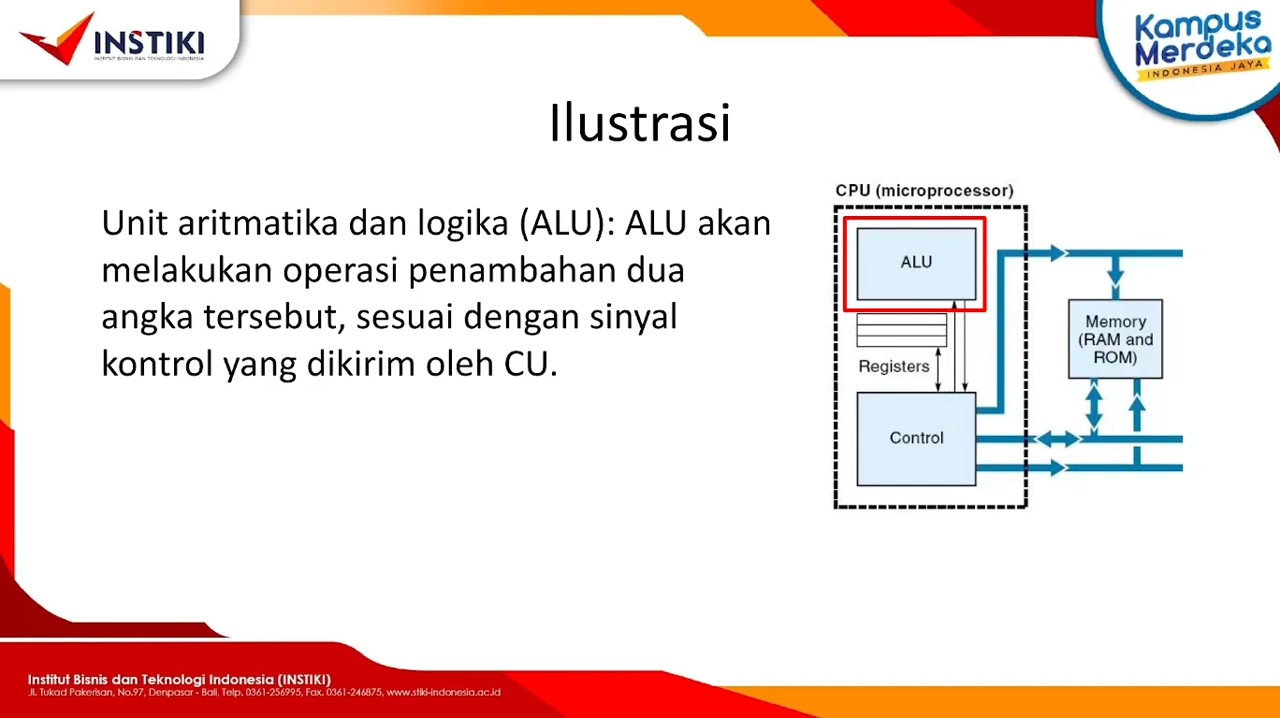 INSTIKI
INSTITUT BISNIS DAN TEKNOLOGI INDONESIA
Kampus
Merdeka
INDONESIA JAYA
Ilustrasi
Unit aritmatika dan logika (ALU): ALU akan
melakukan operasi penambahan dua
angka tersebut, sesuai dengan sinyal
kontrol yang dikirim oleh CU.
CPU (microprocessor)
ALU
Registers
Control
Memory
(RAM and
ROM)
Institut Bisnis dan Teknologi Indonesia (INSTIKI)
Jl. Tukad Pakerisan, No.97, Denpasar - Bali, Telp. 0361-256995, Fax. 0361-246875, www.stiki-indonesia.ac.id